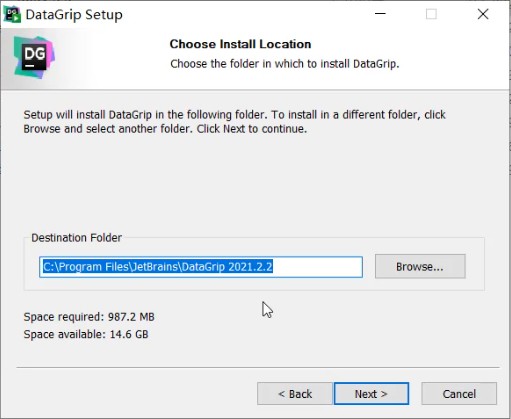 DataGrip Setup
DG
Choose Install Location
Choose the folder in which to install DataGrip.
Setup will install DataGrip in the following folder. To install in a different folder, click
Browse and select another folder. Click Next to continue.
Destination Folder
C:\Program Files\JetBrains\DataGrip 2021.2.2
Browse...
Space required: 987.2 MB
Space available: 14.6 GB
< Back
Next >
Cancel